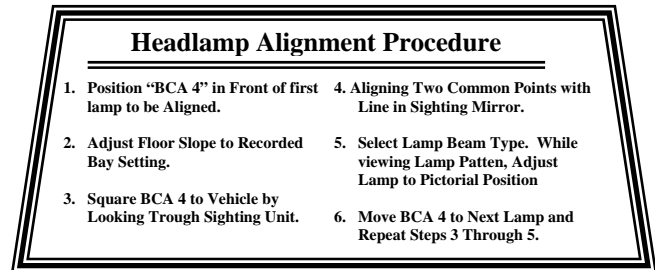 Headlamp Alignment Procedure
1. Position “BCA 4” in Front of first
lamp to be Aligned.
2. Adjust Floor Slope to Recorded
Bay Setting.
3. Square BCA 4 to Vehicle by
Looking Trough Sighting Unit.
4. Aligning Two Common Points with
Line in Sighting Mirror.
5. Select Lamp Beam Type. While
viewing Lamp Patten, Adjust
Lamp to Pictorial Position
6. Move BCA 4 to Next Lamp and
Repeat Steps 3 Through 5.